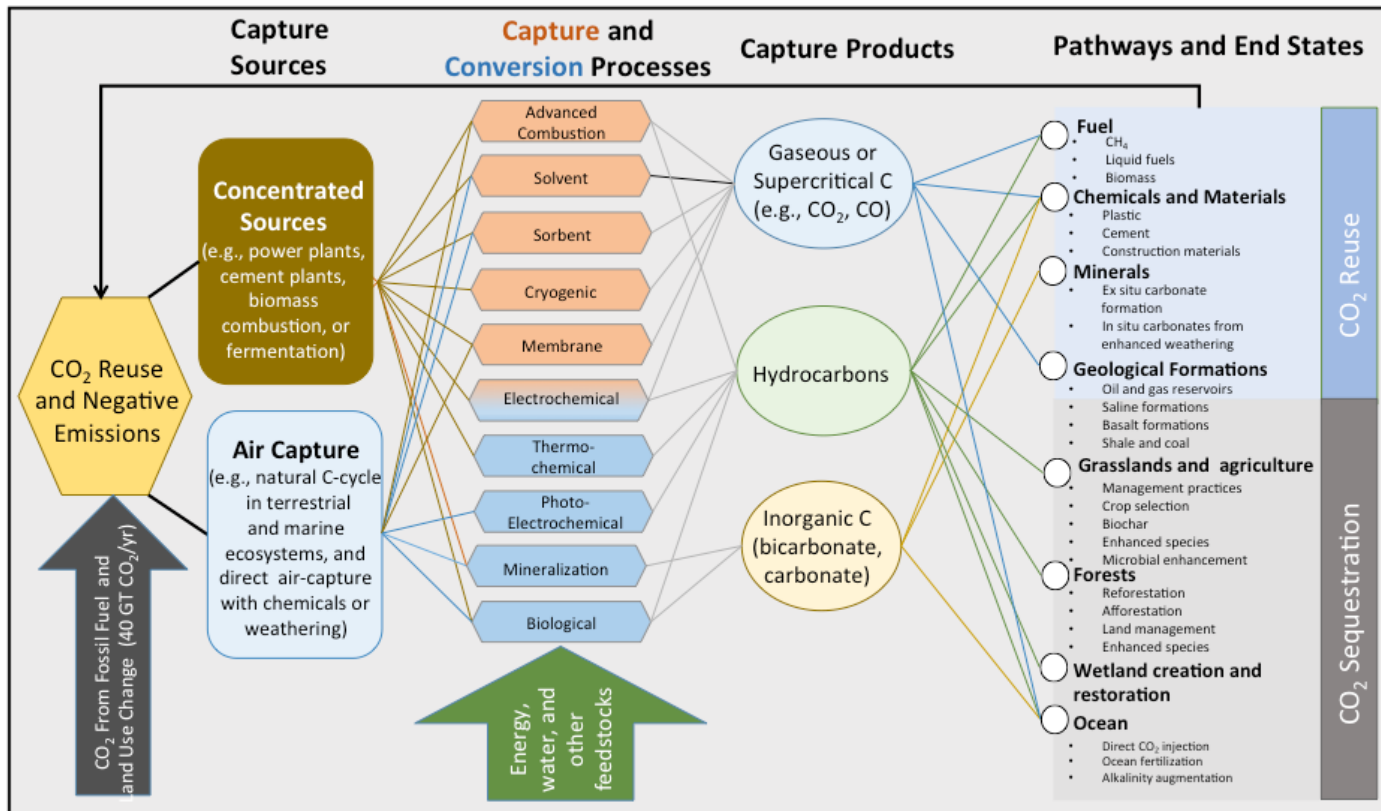 Capture
Sources
Capture and
Conversion Processes
Capture Products
Pathways and End States
CO₂ Reuse
and Negative
Emissions
CO₂ From Fossil Fuel and
Land Use Change (40 GT CO₂/yr)
Concentrated
Sources
(e.g., power plants,
cement plants,
biomass
combustion, or
fermentation)
Air Capture
(e.g., natural C-cycle
in terrestrial
and marine
ecosystems, and
direct air-capture
with chemicals or
weathering)
Advanced
Combustion
Solvent
Sorbent
Cryogenic
Membrane
Electrochemical
Thermo-
chemical
Photo-
Electrochemical
Mineralization
Biological
Energy,
water, and
other
feedstocks
Gaseous or
Supercritical C
(e.g., CO₂, CO)
Hydrocarbons
Inorganic C
(bicarbonate,
carbonate)
Fuel
• CH₄
• Liquid fuels
• Biomass
Chemicals and Materials
• Plastic
• Cement
• Construction materials
Minerals
• Ex situ carbonate
formation
• In situ carbonates from
enhanced weathering
Geological Formations
• Oil and gas reservoirs
• Saline formations
• Basalt formations
• Shale and coal
Grasslands and agriculture
• Management practices
• Crop selection
• Biochar
• Enhanced species
• Microbial enhancement
Forests
• Reforestation
• Afforestation
• Land management
• Enhanced species
Wetland creation and
restoration
Ocean
• Direct CO₂ injection
• Ocean fertilization
• Alkalinity augmentation
CO₂ Reuse
CO₂ Sequestration